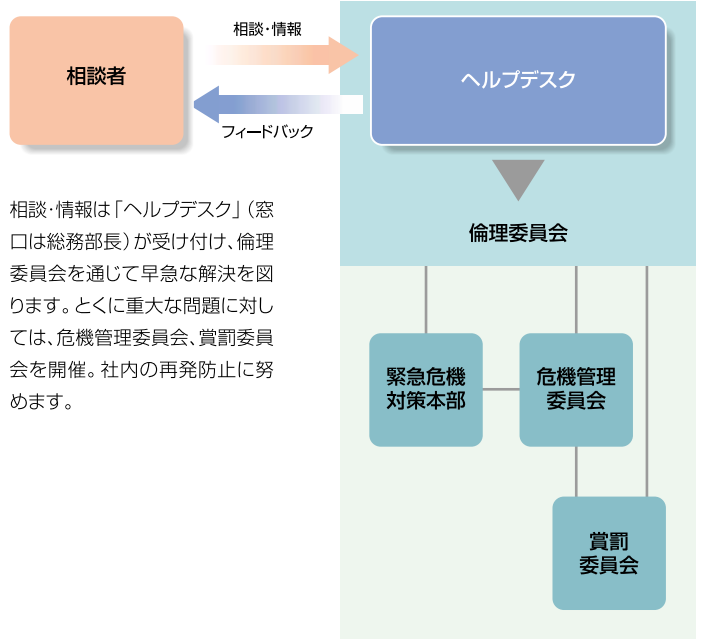 相談者
相談・情報
フィードバック
ヘルプデスク
倫理委員会
相談・情報は「ヘルプデスク」（窓
口は総務部長）が受け付け、倫理
委員会を通じて早急な解決を図
ります。とくに重大な問題に対し
ては、危機管理委員会、賞罰委員
会を開催。社内の再発防止に努
めます。
緊急危機
対策本部
危機管理
委員会
賞罰
委員会